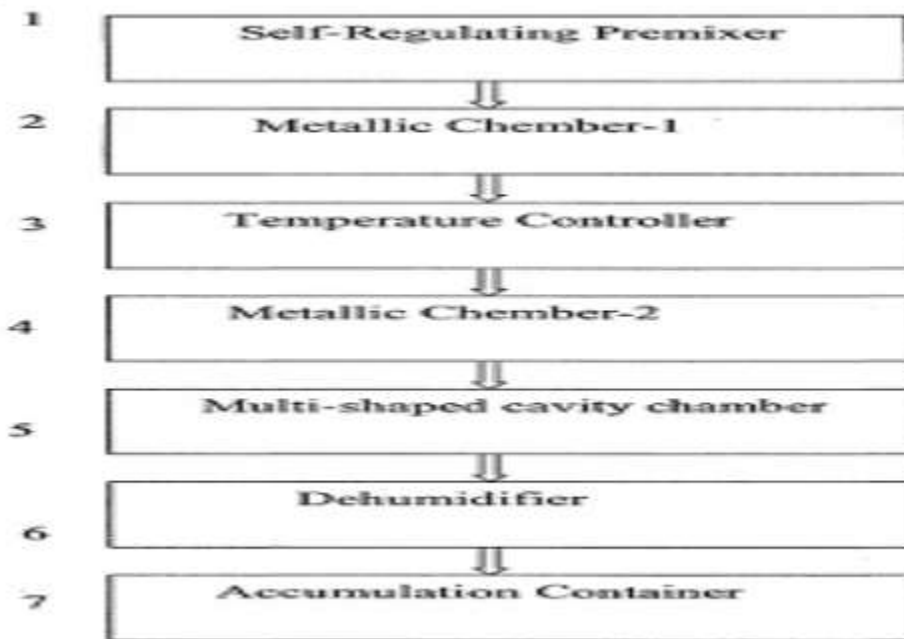 1 Self-Regulating Premixer
2 Metallic Chember-1
3 Temperature Controller
4 Metallic Chember-2
5 Multi-shaped cavity chamber
6 Dehumidifier
7 Accumulation Container